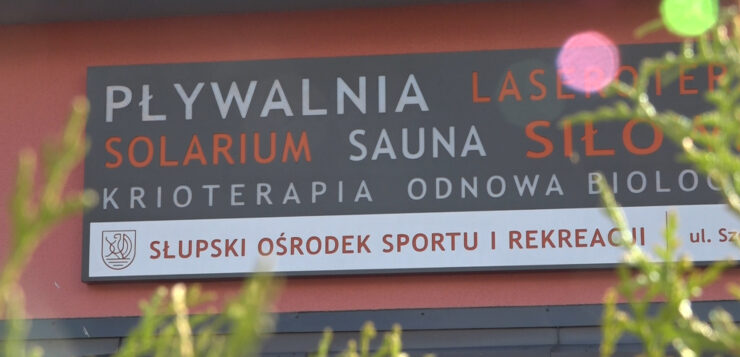 PŁYWALNIA
SOLARIUM SAUNA
KRIOTERAPIA ODNOWA
SŁUPSKI OŚRODEK SPORTU I REKREACJI ul.